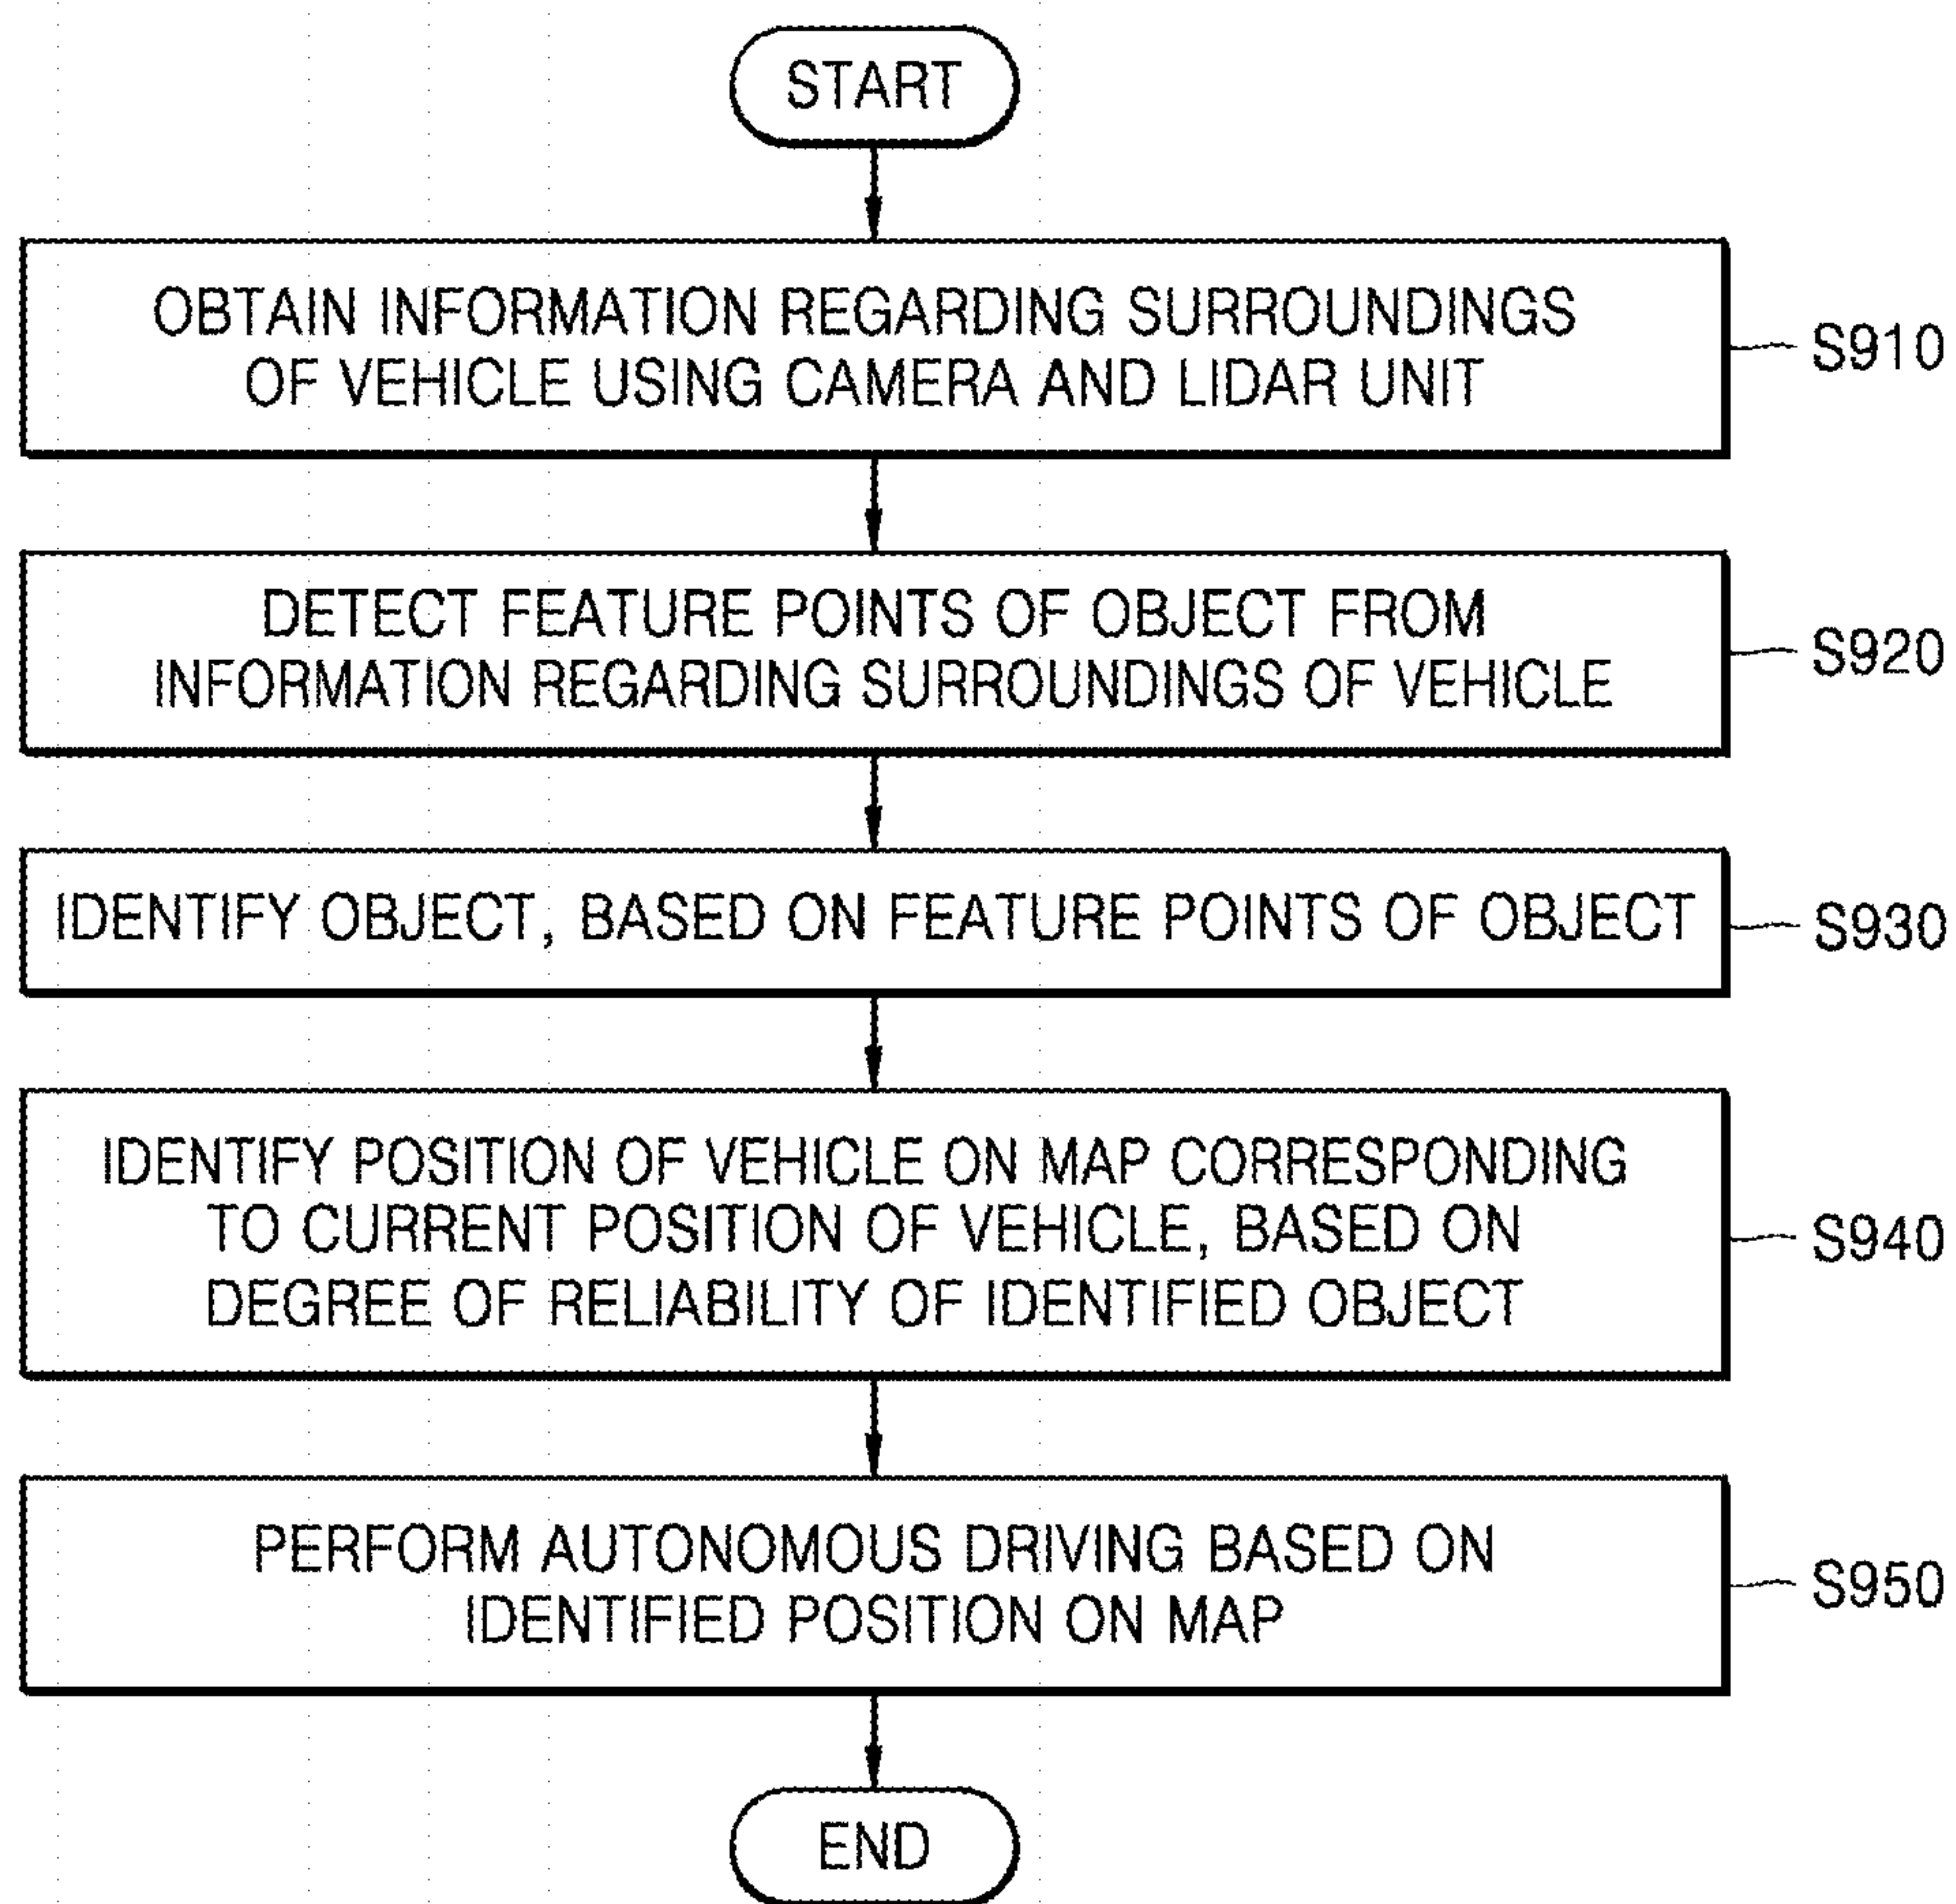 START
OBTAIN INFORMATION REGARDING SURROUNDINGS
OF VEHICLE USING CAMERA AND LIDAR UNIT
S910
DETECT FEATURE POINTS OF OBJECT FROM
INFORMATION REGARDING SURROUNDINGS OF VEHICLE
S920
IDENTIFY OBJECT, BASED ON FEATURE POINTS OF OBJECT
S930
IDENTIFY POSITION OF VEHICLE ON MAP CORRESPONDING
TO CURRENT POSITION OF VEHICLE, BASED ON
DEGREE OF RELIABILITY OF IDENTIFIED OBJECT
S940
PERFORM AUTONOMOUS DRIVING BASED ON
IDENTIFIED POSITION ON MAP
S950
END